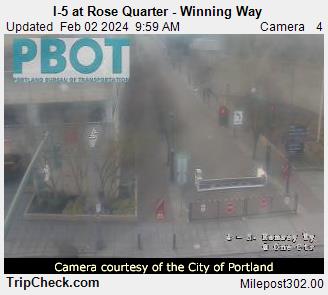 I-5 at Rose Quarter - Winning Way
Updated Feb 02 2024 9:59 AM Camera 4
PBOT
PORTLAND BUREAU OF TRANSPORTATION
Camera courtesy of the City of Portland
TripCheck.com Milepost302.00